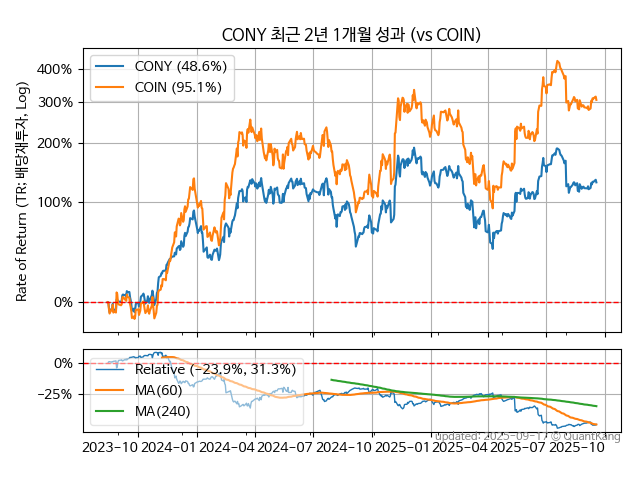 CONY 최근 2년 1개월 성과 (vs COIN)
Rate of Return (TR: 배당재투자, Log)
400%
300%
200%
100%
0%
CONY (48.6%)
COIN (95.1%)
0%
−25%
Relative (−23.9%, 31.3%)
MA(60)
MA(240)
2023-10
2024-01
2024-04
2024-07
2024-10
2025-01
2025-04
2025-07
2025-10
updated: 2025-09-17 © QuantKang